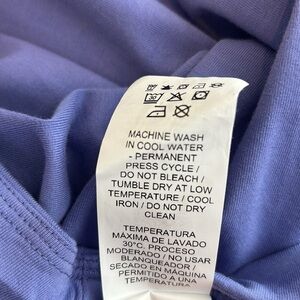 MACHINE WASH
IN COOL WATER
- PERMANENT
PRESS CYCLE /
DO NOT BLEACH /
TUMBLE DRY AT LOW
TEMPERATURE / COOL
IRON / DO NOT DRY
CLEAN
TEMPERATURA
MÁXIMA DE LAVADO
30°C. PROCESO
MODERADO / NO USAR
BLANQUEADOR /
SECADO EN MÁQUINA
PERMITIDO A UNA
TEMPERATURA